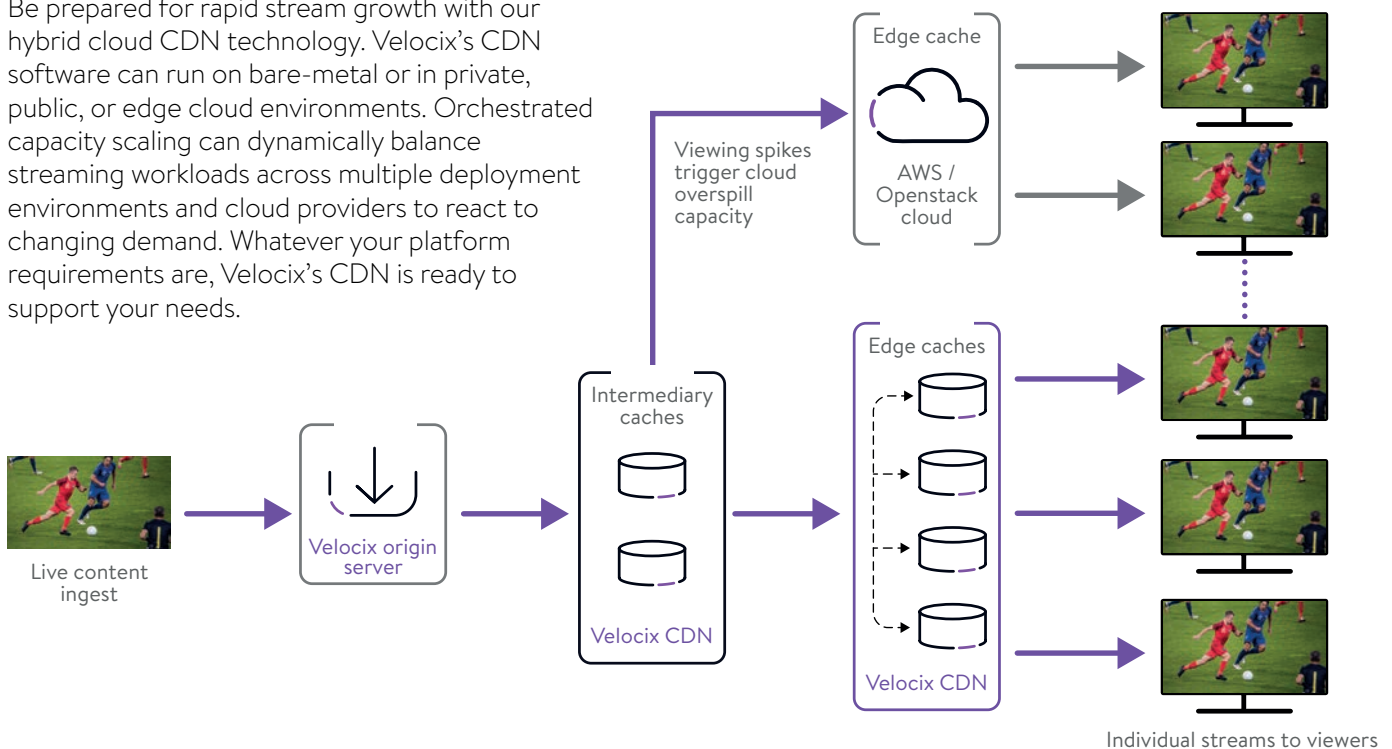 Be prepared for rapid stream growth with our
hybrid cloud CDN technology. Velocix’s CDN
software can run on bare-metal or in private,
public, or edge cloud environments. Orchestrated
capacity scaling can dynamically balance
streaming workloads across multiple deployment
environments and cloud providers to react to
changing demand. Whatever your platform
requirements are, Velocix’s CDN is ready to
support your needs.
Live content
ingest
Velocix origin
server
Intermediary
caches
Velocix CDN
Viewing spikes
trigger cloud
overspill
capacity
Edge cache
AWS /
Openstack
cloud
Edge caches
Velocix CDN
Individual streams to viewers